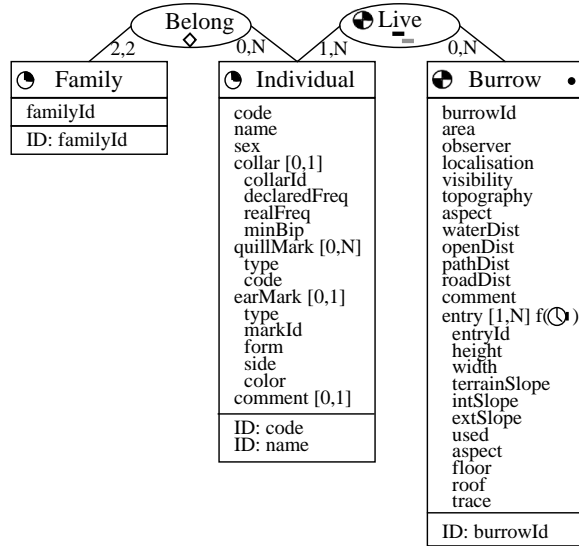 Belong
Live
2,2
0,N
1,N
0,N
Family
familyId
ID: familyId
Individual
code
name
sex
collar [0,1]
collarId
declaredFreq
realFreq
minBip
quillMark [0,N]
type
code
earMark [0,1]
type
markId
form
side
color
comment [0,1]
ID: code
ID: name
Burrow
burrowId
area
observer
localisation
visibility
topography
aspect
waterDist
openDist
pathDist
roadDist
comment
entry [1,N] f( )
entryId
height
width
terrainSlope
intSlope
extSlope
used
aspect
floor
roof
trace
ID: burrowId